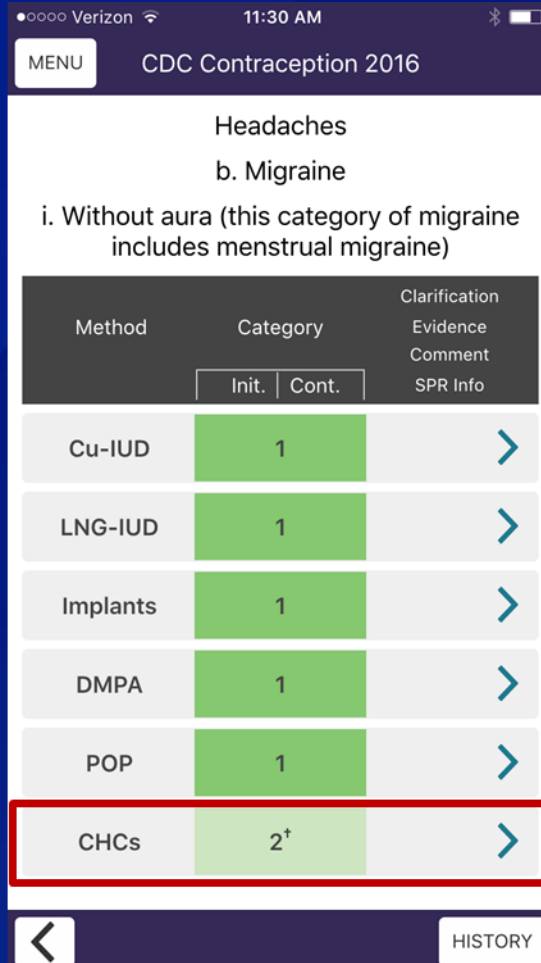 ●○○○○ Verizon 11:30 AM
MENU CDC Contraception 2016
Headaches
b. Migraine
i. Without aura (this category of migraine
includes menstrual migraine)
Method Category Clarification
Evidence
Comment
Init. | Cont. SPR Info
Cu-IUD 1
LNG-IUD 1
Implants 1
DMPA 1
POP 1
CHCs 2†
HISTORY